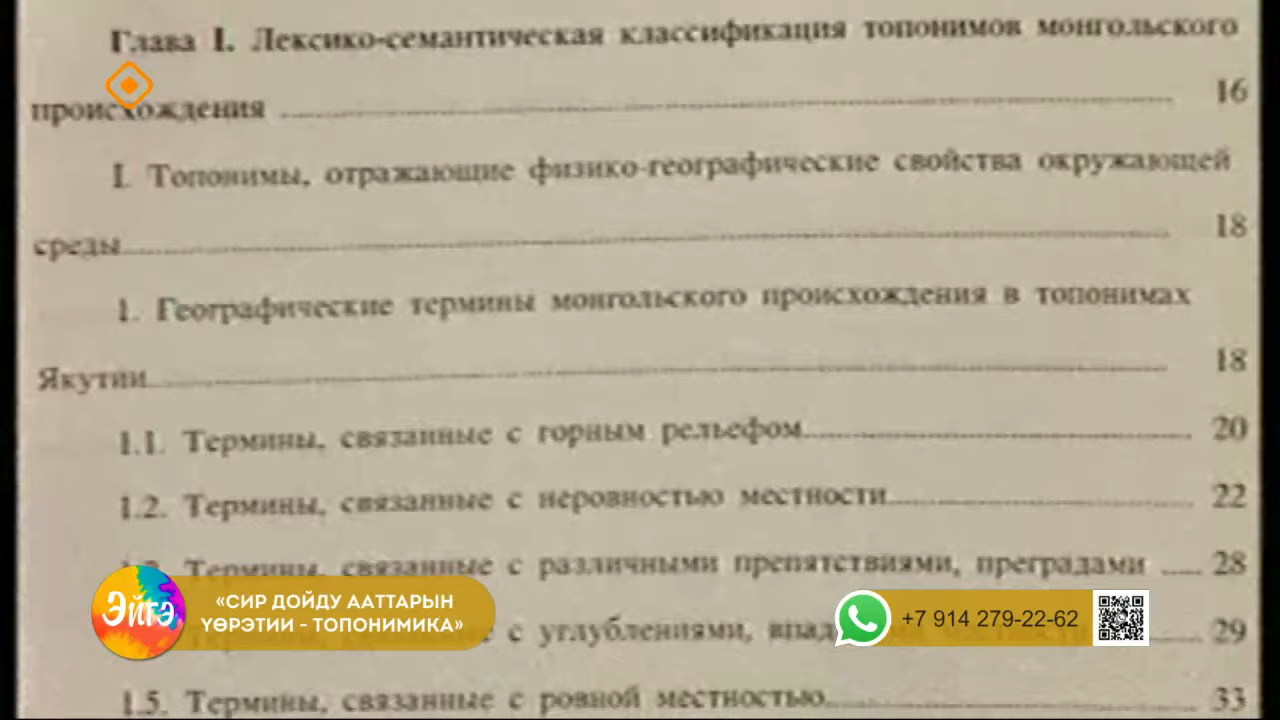 Глава I. Лексико-семантическая классификация топонимов монгольского
происхождения ........ 16
I. Топонимы, отражающие физико-географические свойства окружающей
среды........ 18
1. Географические термины монгольского происхождения в топонимах
Якутии........ 18
1.1. Термины, связанные с горным рельефом........ 20
1.2. Термины, связанные с неровностью местности........ 22
Термины, связанные с различными препятствиями, преградами ...... 28
с углублениями, 29
1.5. Термины, связанные с ровной местностью........ 33
Эйгэ
«СИР ДОЙДУ ААТТАРЫН
ҮӨРЭТИИ – ТОПОНИМИКА»
+7 914 279-22-62